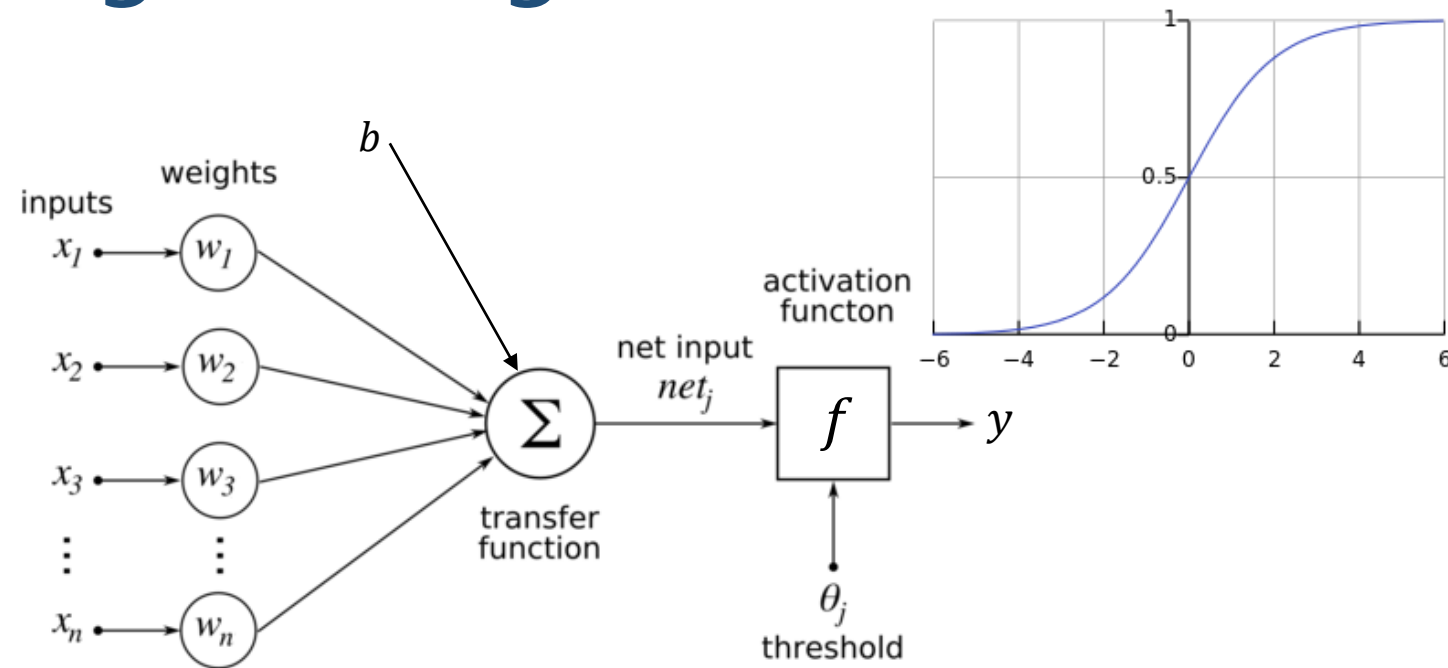 b
weights
inputs
x1
w1
x2
w2
x3
w3
⋮
⋮
xn
wn
Σ
transfer
function
net input
netj
activation
functon
f
y
θj
threshold
1
0.5
0
−6
−4
−2
0
2
4
6